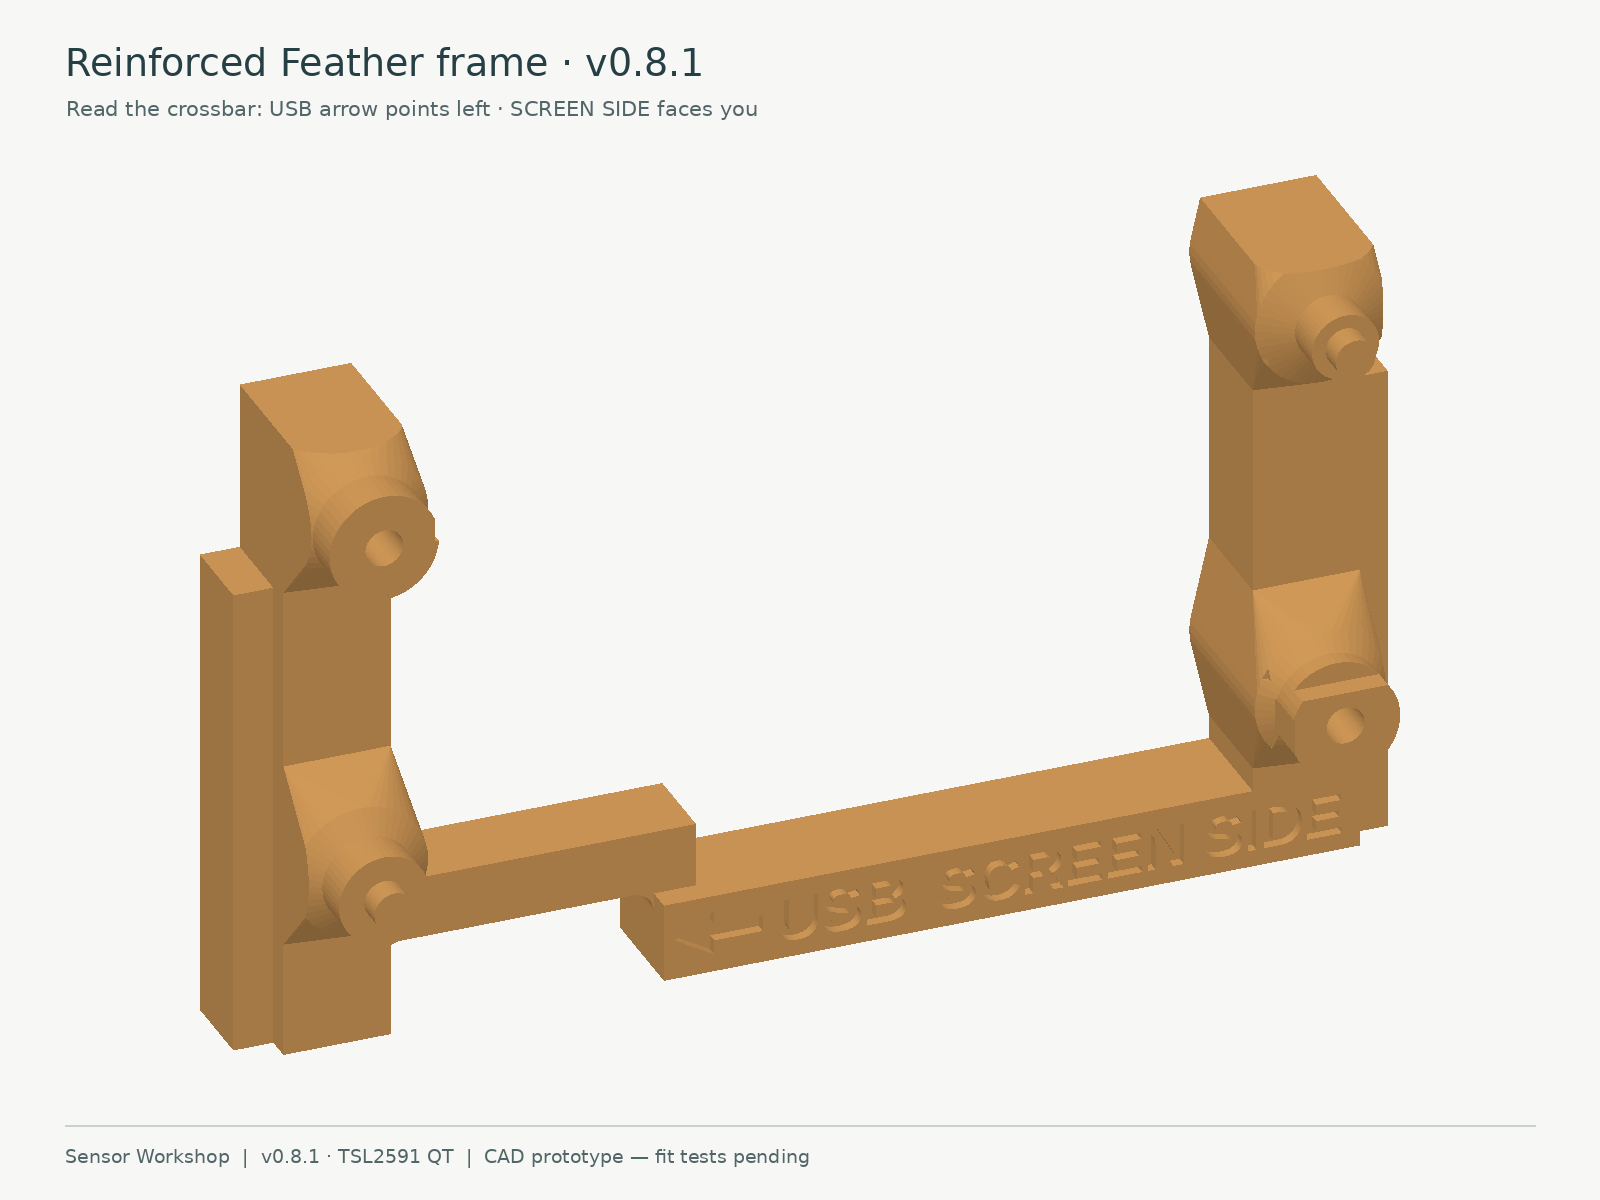 Reinforced Feather frame · v0.8.1
Read the crossbar: USB arrow points left · SCREEN SIDE faces you
← USB SCREEN SIDE
Sensor Workshop | v0.8.1 · TSL2591 QT | CAD prototype — fit tests pending